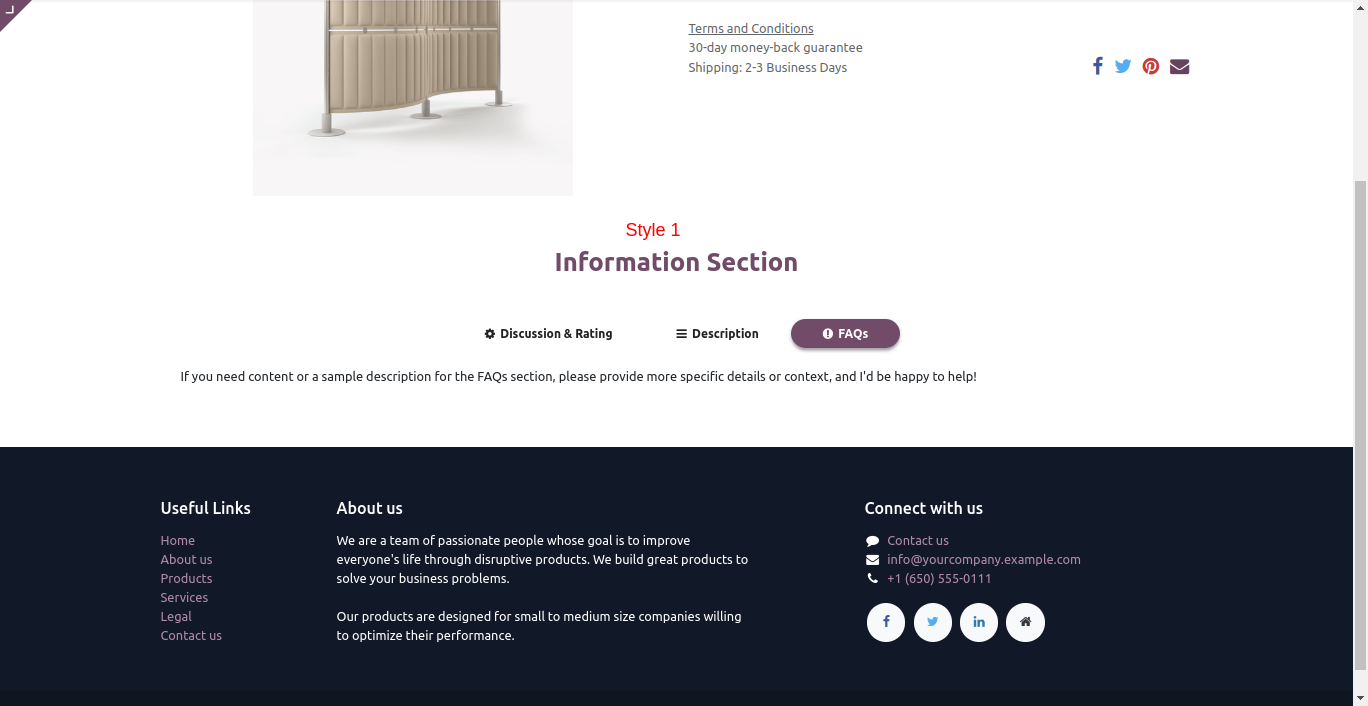 Terms and Conditions
30-day money-back guarantee
Shipping: 2-3 Business Days
Style 1
Information Section
Discussion & Rating
Description
FAQs
If you need content or a sample description for the FAQs section, please provide more specific details or context, and I'd be happy to help!
Useful Links
Home
About us
Products
Services
Legal
Contact us
About us
We are a team of passionate people whose goal is to improve
everyone's life through disruptive products. We build great products to
solve your business problems.
Our products are designed for small to medium size companies willing
to optimize their performance.
Connect with us
Contact us
info@yourcompany.example.com
+1 (650) 555-0111